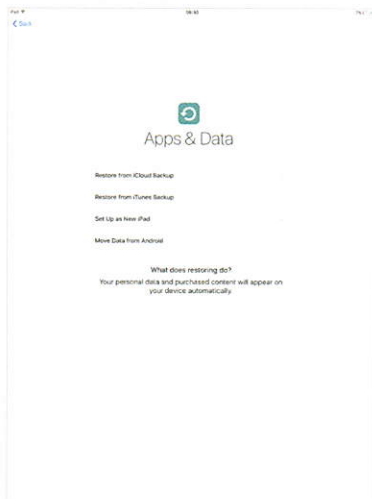 iPad
Back
Apps & Data
Restore from iCloud Backup
Restore from iTunes Backup
Set Up as New iPad
Move Data from Android
What does restoring do?
Your personal data and purchased content will appear on
your device automatically.